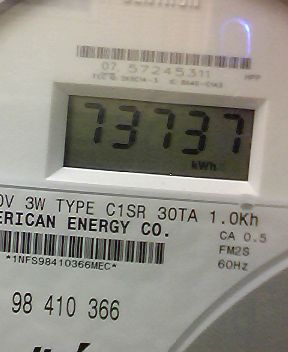 07 57245311 HPP
73737
kWh
0V 3W TYPE C1SR 30TA 1.0Kh
ERICAN ENERGY CO.
CA 0.5
FM2S
60Hz
*1NFS98410366MEC*
98 410 366